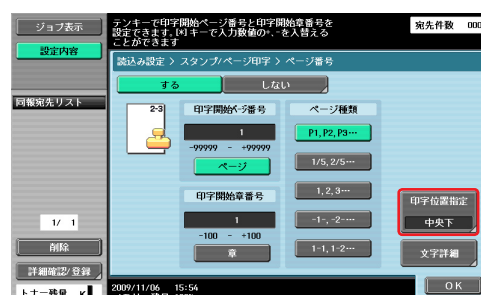 ジョブ表示
設定内容
テンキーで印字開始ページ番号と印字開始章番号を
設定できます。[*]キーで入力数値の+,-を入替える
ことができます
宛先件数 000
読込み設定 > スタンプ/ページ印字 > ページ番号
する
しない
同報宛先リスト
2-3
印字開始ページ番号
1
-99999 - +99999
ページ
印字開始章番号
1
-100 - +100
章
ページ種類
P1,P2,P3…
1/5,2/5…
1,2,3…
-1-,-2-…
1-1,1-2…
印字位置指定
中央下
文字詳細
1/ 1
削除
詳細確認/登録
トナー残量 K
2009/11/06 15:54
OK